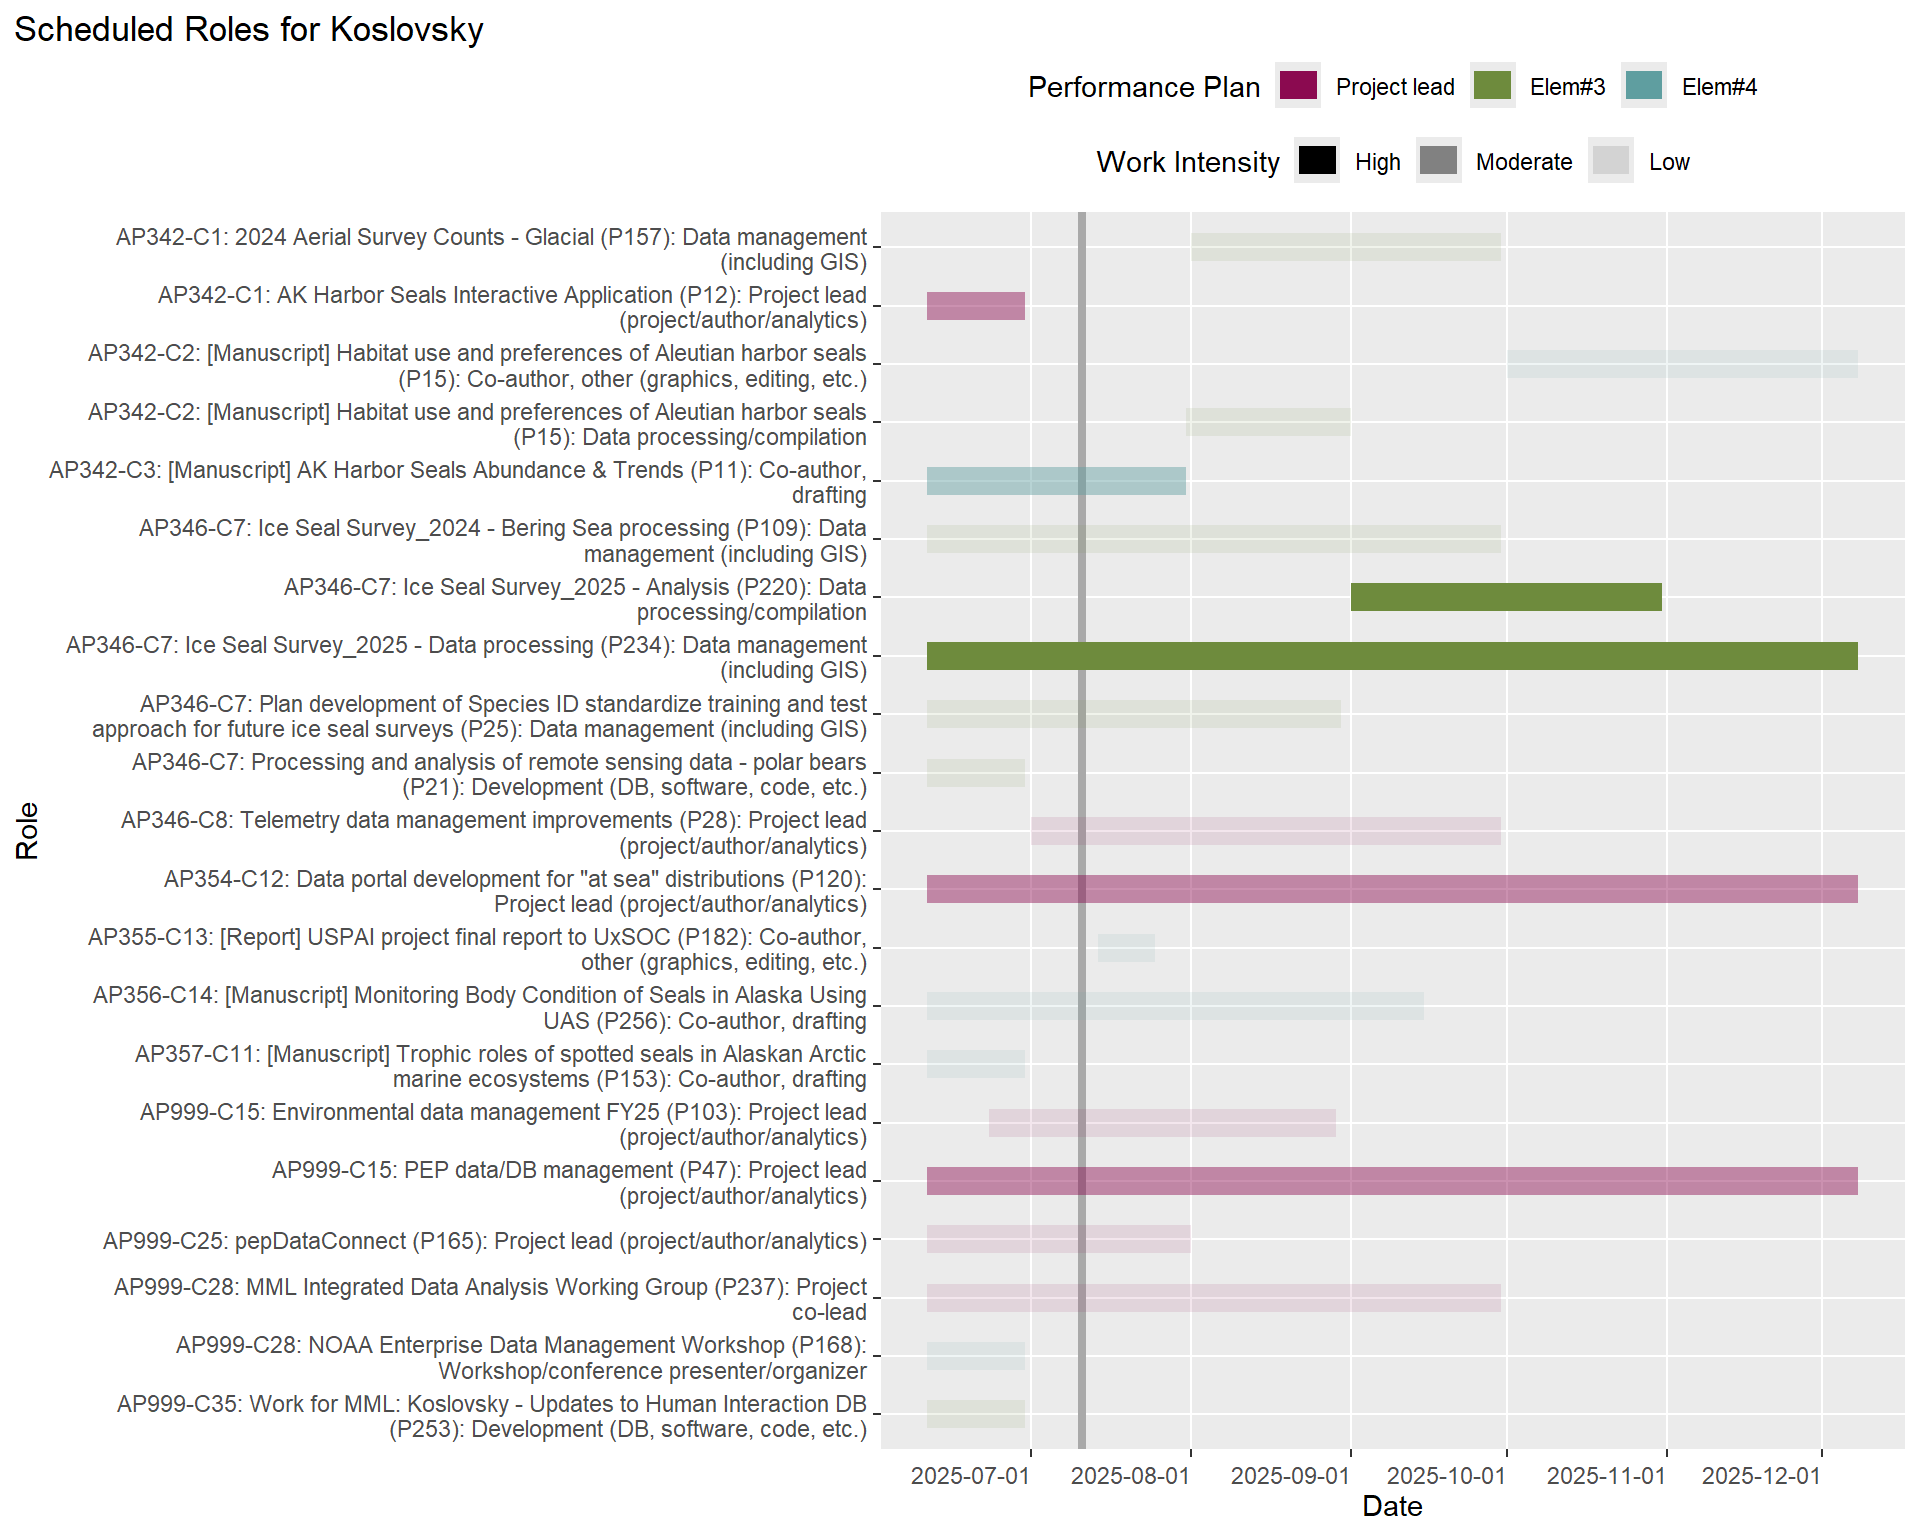 Scheduled Roles for Koslovsky
Performance Plan Project lead Elem#3 Elem#4
Work Intensity High Moderate Low
AP342-C1: 2024 Aerial Survey Counts - Glacial (P157): Data management
(including GIS)
AP342-C1: AK Harbor Seals Interactive Application (P12): Project lead
(project/author/analytics)
AP342-C2: [Manuscript] Habitat use and preferences of Aleutian harbor seals
(P15): Co-author, other (graphics, editing, etc.)
AP342-C2: [Manuscript] Habitat use and preferences of Aleutian harbor seals
(P15): Data processing/compilation
AP342-C3: [Manuscript] AK Harbor Seals Abundance & Trends (P11): Co-author,
drafting
AP346-C7: Ice Seal Survey_2024 - Bering Sea processing (P109): Data
management (including GIS)
AP346-C7: Ice Seal Survey_2025 - Analysis (P220): Data
processing/compilation
AP346-C7: Ice Seal Survey_2025 - Data processing (P234): Data management
(including GIS)
AP346-C7: Plan development of Species ID standardize training and test
approach for future ice seal surveys (P25): Data management (including GIS)
AP346-C7: Processing and analysis of remote sensing data - polar bears
(P21): Development (DB, software, code, etc.)
AP346-C8: Telemetry data management improvements (P28): Project lead
(project/author/analytics)
AP354-C12: Data portal development for "at sea" distributions (P120):
Project lead (project/author/analytics)
AP355-C13: [Report] USPAI project final report to UxSOC (P182): Co-author,
other (graphics, editing, etc.)
AP356-C14: [Manuscript] Monitoring Body Condition of Seals in Alaska Using
UAS (P256): Co-author, drafting
AP357-C11: [Manuscript] Trophic roles of spotted seals in Alaskan Arctic
marine ecosystems (P153): Co-author, drafting
AP999-C15: Environmental data management FY25 (P103): Project lead
(project/author/analytics)
AP999-C15: PEP data/DB management (P47): Project lead
(project/author/analytics)
AP999-C25: pepDataConnect (P165): Project lead (project/author/analytics)
AP999-C28: MML Integrated Data Analysis Working Group (P237): Project
co-lead
AP999-C28: NOAA Enterprise Data Management Workshop (P168):
Workshop/conference presenter/organizer
AP999-C35: Work for MML: Koslovsky - Updates to Human Interaction DB
(P253): Development (DB, software, code, etc.)
Role
2025-07-01 2025-08-01 2025-09-01 2025-10-01 2025-11-01 2025-12-01
Date